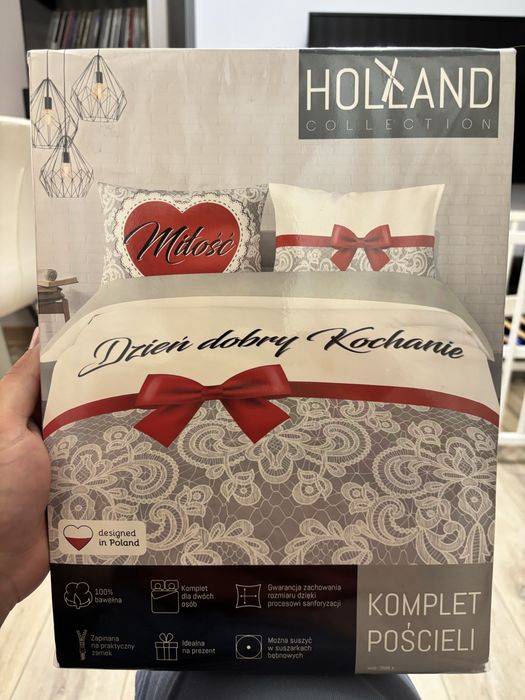 HOLLAND
COLLECTION
Miłość
Dzień dobry Kochanie
designed
in Poland
100%
bawełna
Komplet
dla dwóch
osób
Gwarancja zachowania
rozmiaru dzięki
procesowi sanforyzacji
Zapinana
na praktyczny
zamek
Idealna
na prezent
Można suszyć
w suszarkach
bębnowych
KOMPLET
POŚCIELI